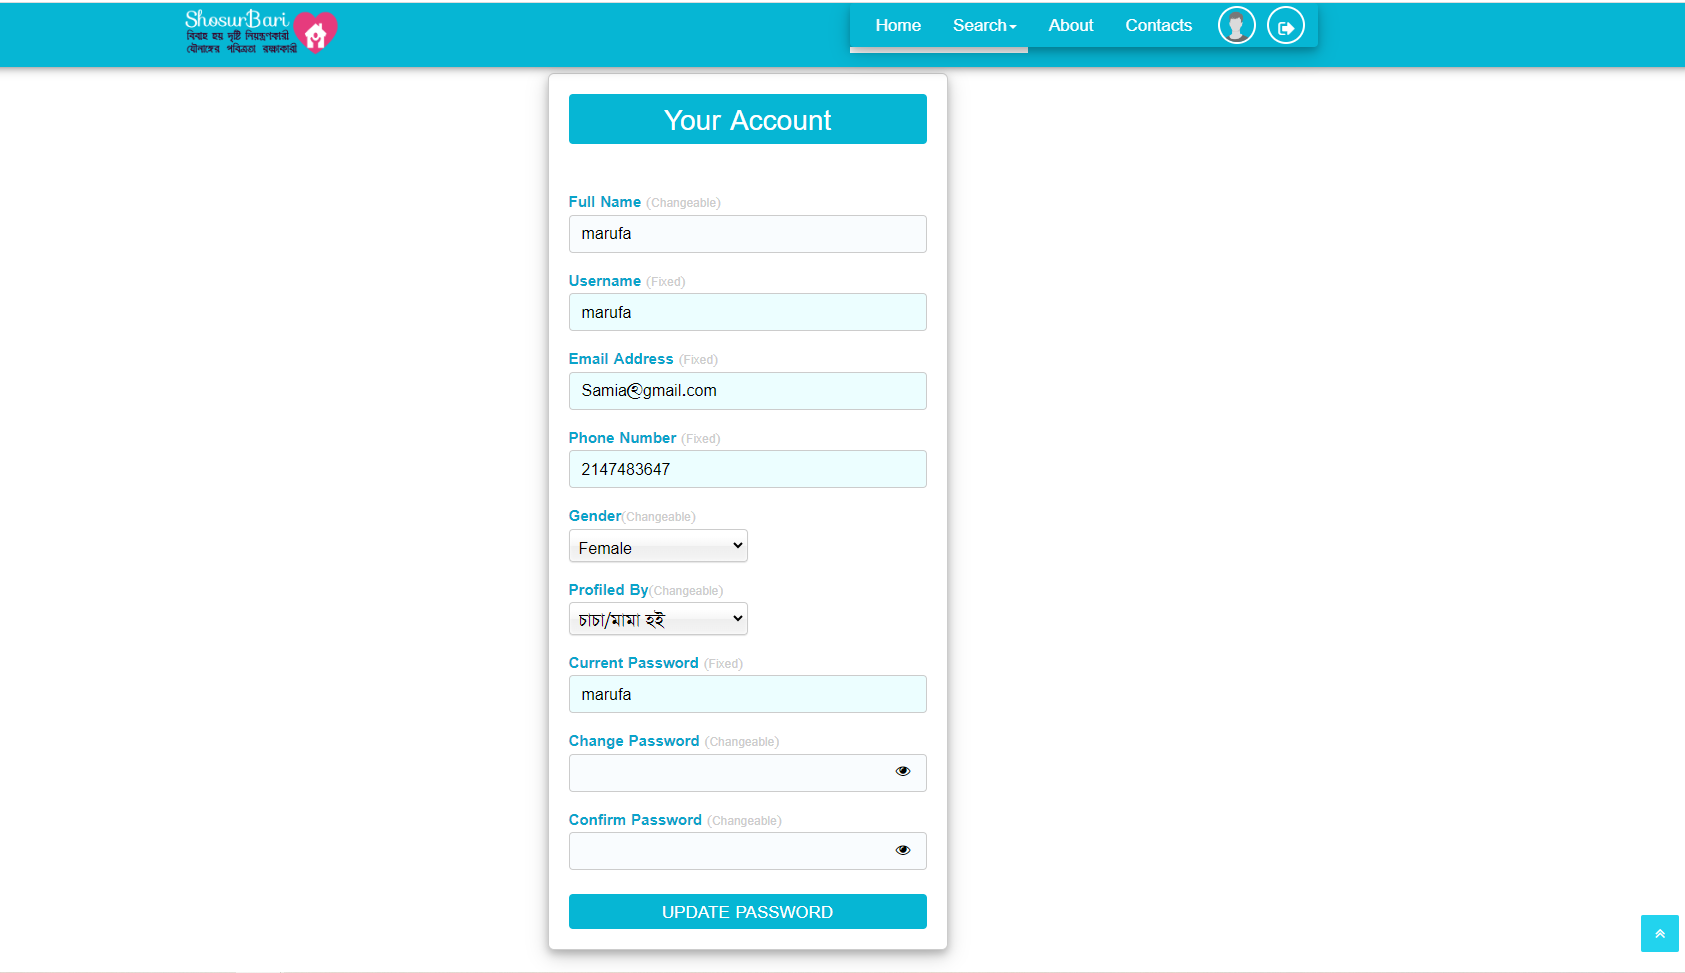 ShosurBari
বিবাহ হয় দৃষ্টি নিয়ন্ত্রণকারী
যৌনাঙ্গের পবিত্রতা রক্ষাকারী
Home Search About Contacts
Your Account
Full Name (Changeable)
marufa
Username (Fixed)
marufa
Email Address (Fixed)
Samia@gmail.com
Phone Number (Fixed)
2147483647
Gender(Changeable)
Female
Profiled By(Changeable)
চাচা/মামা হই
Current Password (Fixed)
marufa
Change Password (Changeable)
Confirm Password (Changeable)
UPDATE PASSWORD